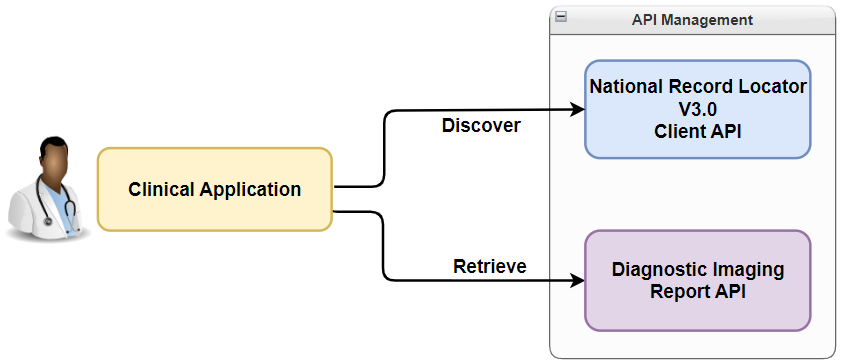 API Management
National Record Locator
V3.0
Client API
Discover
Clinical Application
Retrieve
Diagnostic Imaging
Report API